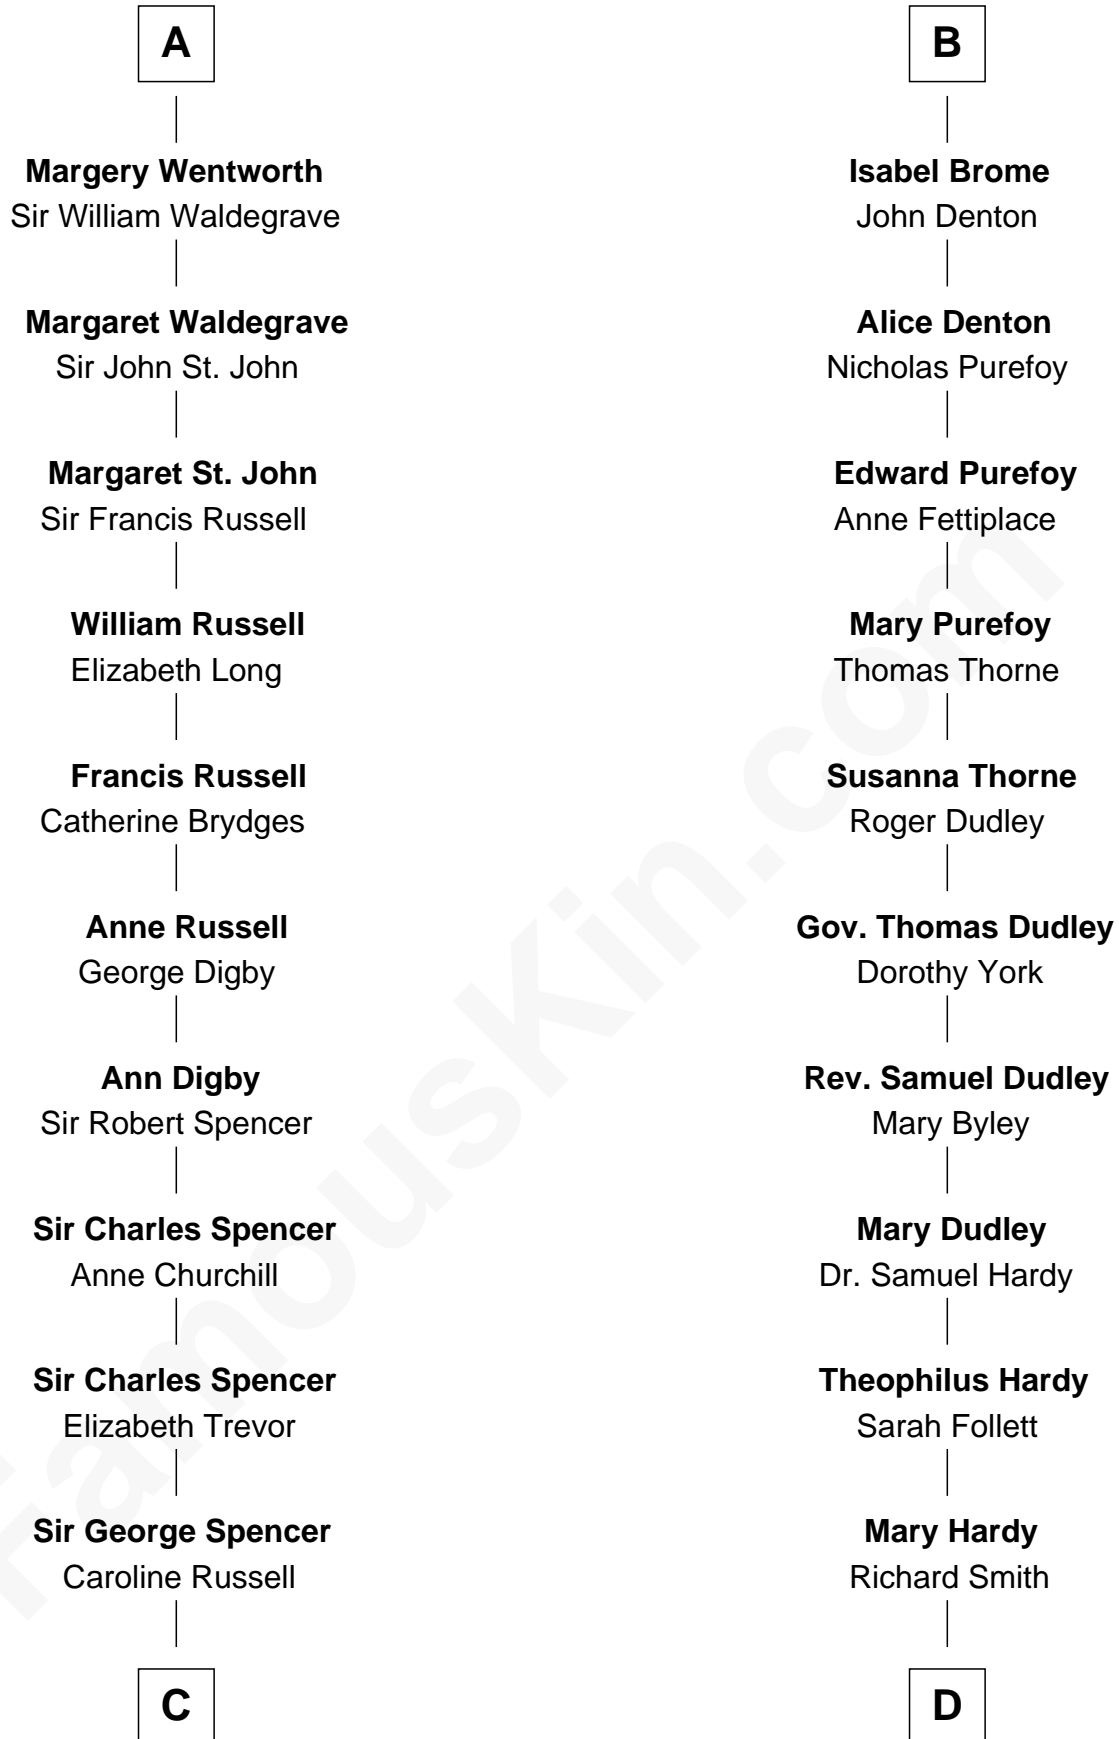 A
Margery Wentworth
Sir William Waldegrave
Margaret Waldegrave
Sir John St. John
Margaret St. John
Sir Francis Russell
William Russell
Elizabeth Long
Francis Russell
Catherine Brydges
Anne Russell
George Digby
Ann Digby
Sir Robert Spencer
Sir Charles Spencer
Anne Churchill
Sir Charles Spencer
Elizabeth Trevor
Sir George Spencer
Caroline Russell
C
B
Isabel Brome
John Denton
Alice Denton
Nicholas Purefoy
Edward Purefoy
Anne Fettiplace
Mary Purefoy
Thomas Thorne
Susanna Thorne
Roger Dudley
Gov. Thomas Dudley
Dorothy York
Rev. Samuel Dudley
Mary Byley
Mary Dudley
Dr. Samuel Hardy
Theophilus Hardy
Sarah Follett
Mary Hardy
Richard Smith
D
FamousKin.com